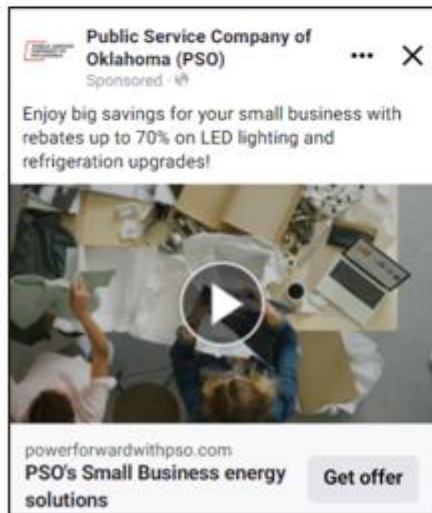 Public Service Company of
Oklahoma (PSO)
Sponsored ·
Enjoy big savings for your small business with
rebates up to 70% on LED lighting and
refrigeration upgrades!
powerforwardwithpso.com
PSO's Small Business energy
solutions
Get offer